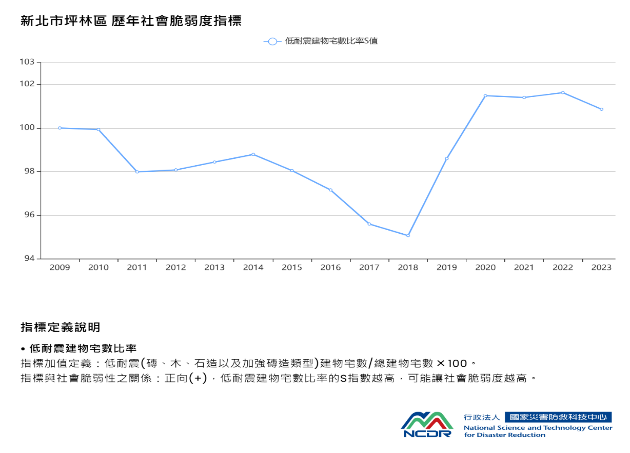 新北市坪林區 歷年社會脆弱度指標
低耐震建物宅數比率S值
103
102
100
98
96
94
2009 2010 2011 2012 2013 2014 2015 2016 2017 2018 2019 2020 2021 2022 2023
指標定義說明
• 低耐震建物宅數比率
指標加值定義：低耐震(磚、木、石造以及加強磚造類型)建物宅數/總建物宅數×100。
指標與社會脆弱性之關係：正向(+)，低耐震建物宅數比率的S指數越高，可能讓社會脆弱度越高。
NCDR
行政法人 國家災害防救科技中心
National Science and Technology Center
for Disaster Reduction